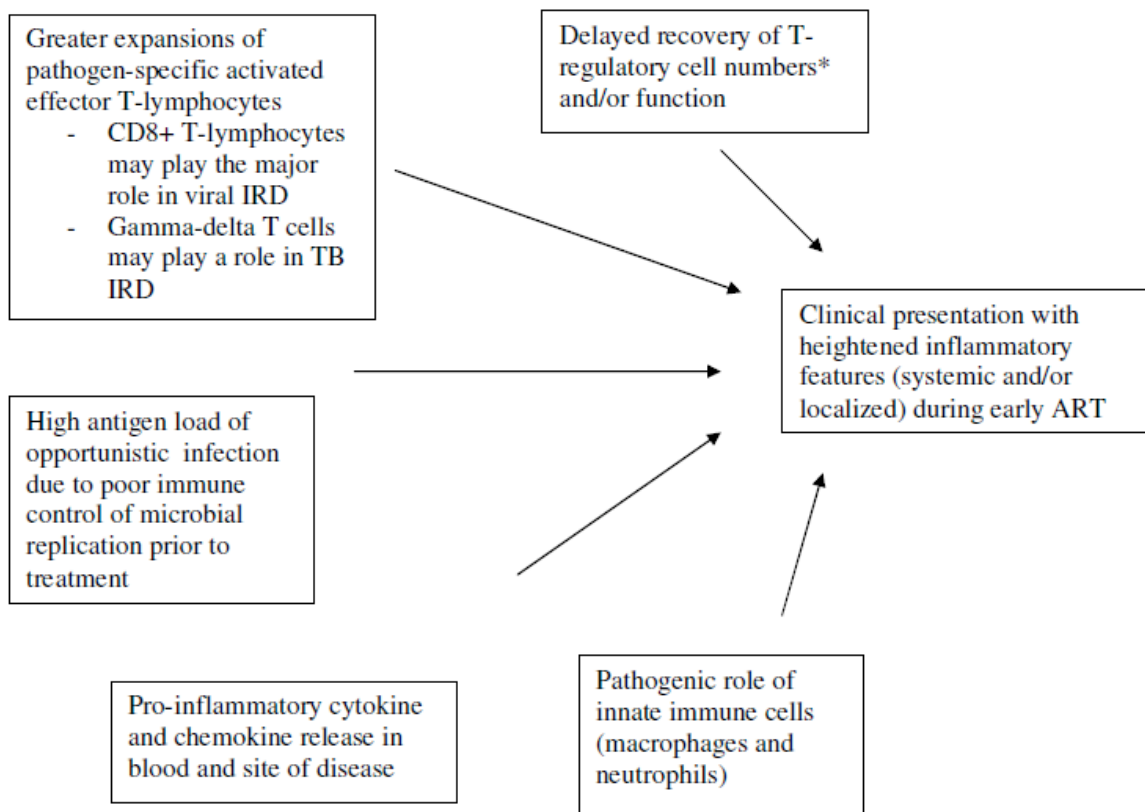 Greater expansions of
pathogen-specific activated
effector T-lymphocytes
- CD8+ T-lymphocytes
may play the major
role in viral IRD
- Gamma-delta T cells
may play a role in TB
IRD
Delayed recovery of T-
regulatory cell numbers*
and/or function
Clinical presentation with
heightened inflammatory
features (systemic and/or
localized) during early ART
High antigen load of
opportunistic infection
due to poor immune
control of microbial
replication prior to
treatment
Pro-inflammatory cytokine
and chemokine release in
blood and site of disease
Pathogenic role of
innate immune cells
(macrophages and
neutrophils)